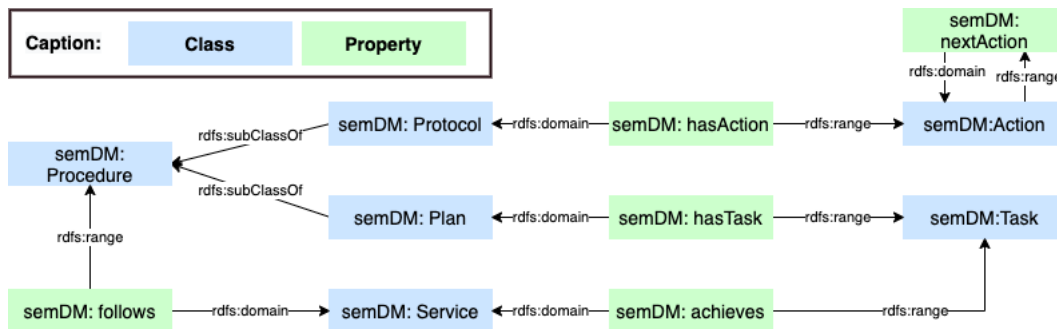 Caption:
Class
Property
semDM:
nextAction
rdfs:domain
rdfs:range
semDM: Protocol
rdfs:domain
semDM: hasAction
rdfs:range
semDM:Action
rdfs:subClassOf
semDM:
Procedure
rdfs:subClassOf
semDM: Plan
rdfs:domain
semDM: hasTask
rdfs:range
semDM:Task
rdfs:range
semDM: follows
rdfs:domain
semDM: Service
rdfs:domain
semDM: achieves
rdfs:range